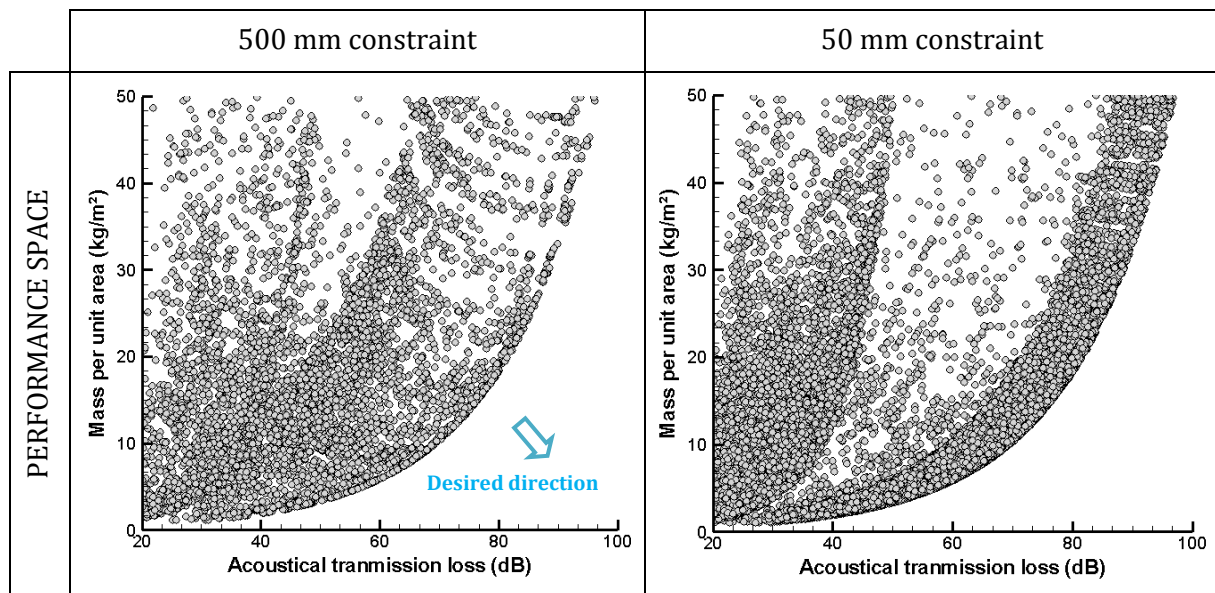 500 mm constraint
50 mm constraint
PERFORMANCE SPACE
Mass per unit area (kg/m²)
50
40
30
20
10
0
20
40
60
80
100
Acoustical tranmission loss (dB)
Desired direction
Mass per unit area (kg/m²)
50
40
30
20
10
0
20
40
60
80
100
Acoustical tranmission loss (dB)